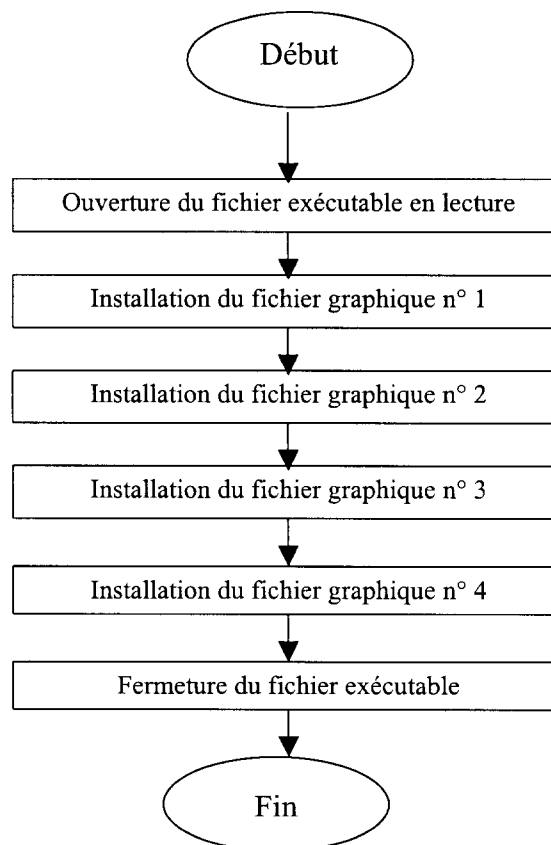 Début
Ouverture du fichier exécutable en lecture
Installation du fichier graphique n° 1
Installation du fichier graphique n° 2
Installation du fichier graphique n° 3
Installation du fichier graphique n° 4
Fermeture du fichier exécutable
Fin